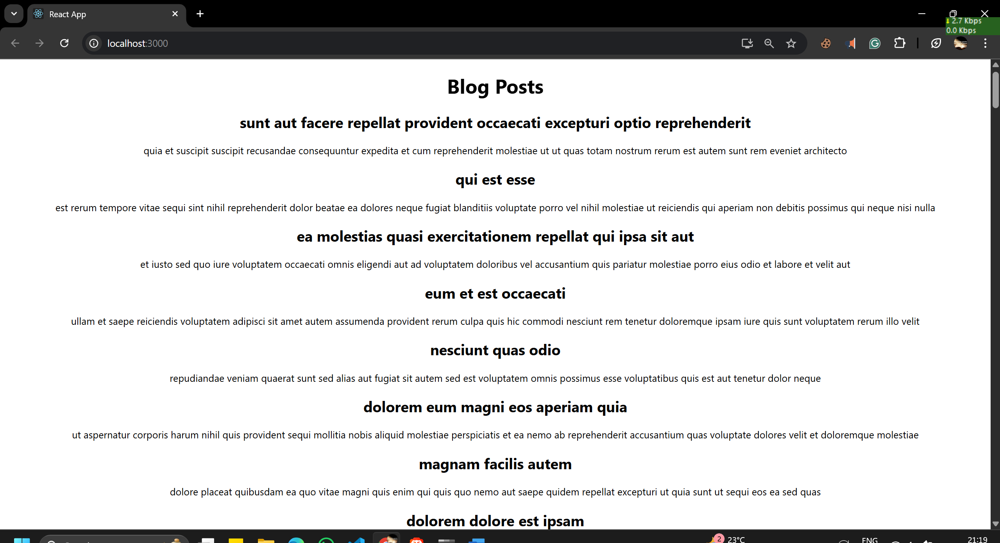 React App
2.7 Kbps
0.0 Kbps
localhost:3000
Blog Posts
sunt aut facere repellat provident occaecati excepturi optio reprehenderit
quia et suscipit suscipit recusandae consequuntur expedita et cum reprehenderit molestiae ut ut quas totam nostrum rerum est autem sunt rem eveniet architecto
qui est esse
est rerum tempore vitae sequi sint nihil reprehenderit dolor beatae ea dolores neque fugiat blanditiis voluptate porro vel nihil molestiae ut reiciendis qui aperiam non debitis possimus qui neque nisi nulla
ea molestias quasi exercitationem repellat qui ipsa sit aut
et iusto sed quo iure voluptatem occaecati omnis eligendi aut ad voluptatem doloribus vel accusantium quis pariatur molestiae porro eius odio et labore et velit aut
eum et est occaecati
ullam et saepe reiciendis voluptatem adipisci sit amet autem assumenda provident rerum culpa quis hic commodi nesciunt rem tenetur doloremque ipsam iure quis sunt voluptatem rerum illo velit
nesciunt quas odio
repudiandae veniam quaerat sunt sed alias aut fugiat sit autem sed est voluptatem omnis possimus esse voluptatibus quis est aut tenetur dolor neque
dolorem eum magni eos aperiam quia
ut aspernatur corporis harum nihil quis provident sequi mollitia nobis aliquid molestiae perspiciatis et ea nemo ab reprehenderit accusantium quas voluptate dolores velit et doloremque molestiae
magnam facilis autem
dolore placeat quibusdam ea quo vitae magni quis enim qui quis quo nemo aut saepe quidem repellat excepturi ut quia sunt ut sequi eos ea sed quas
dolorem dolore est ipsam
2 23°C
ENG
21:19